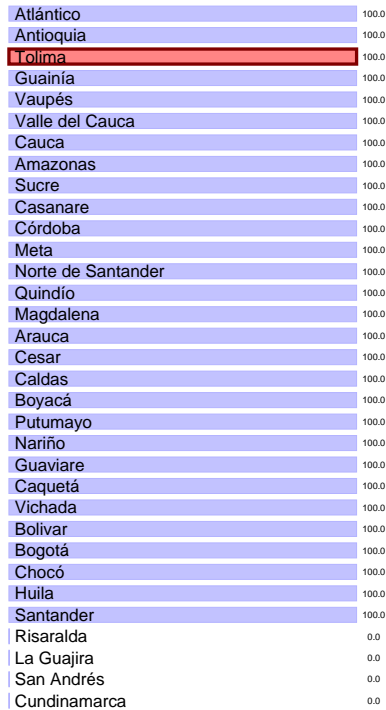 Atlántico 100.0
Antioquia 100.0
Tolima 100.0
Guainía 100.0
Vaupés 100.0
Valle del Cauca 100.0
Cauca 100.0
Amazonas 100.0
Sucre 100.0
Casanare 100.0
Córdoba 100.0
Meta 100.0
Norte de Santander 100.0
Quindío 100.0
Magdalena 100.0
Arauca 100.0
Cesar 100.0
Caldas 100.0
Boyacá 100.0
Putumayo 100.0
Nariño 100.0
Guaviare 100.0
Caquetá 100.0
Vichada 100.0
Bolivar 100.0
Bogotá 100.0
Chocó 100.0
Huila 100.0
Santander 100.0
Risaralda 0.0
La Guajira 0.0
San Andrés 0.0
Cundinamarca 0.0